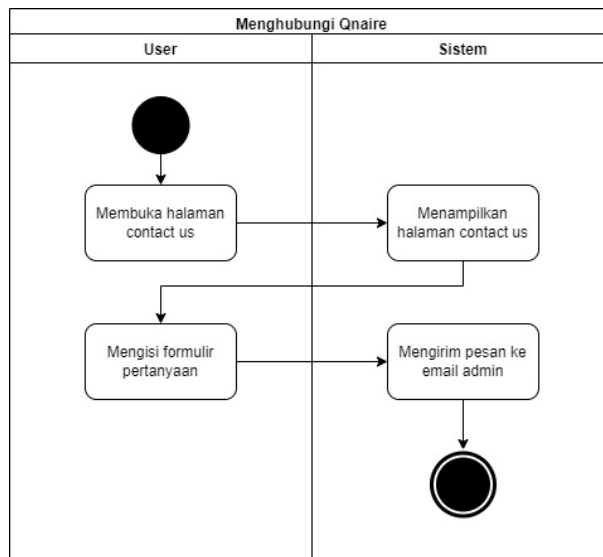 Menghubungi Qnaire
User
Sistem
Membuka halaman
contact us
Menampilkan
halaman contact us
Mengisi formulir
pertanyaan
Mengirim pesan ke
email admin